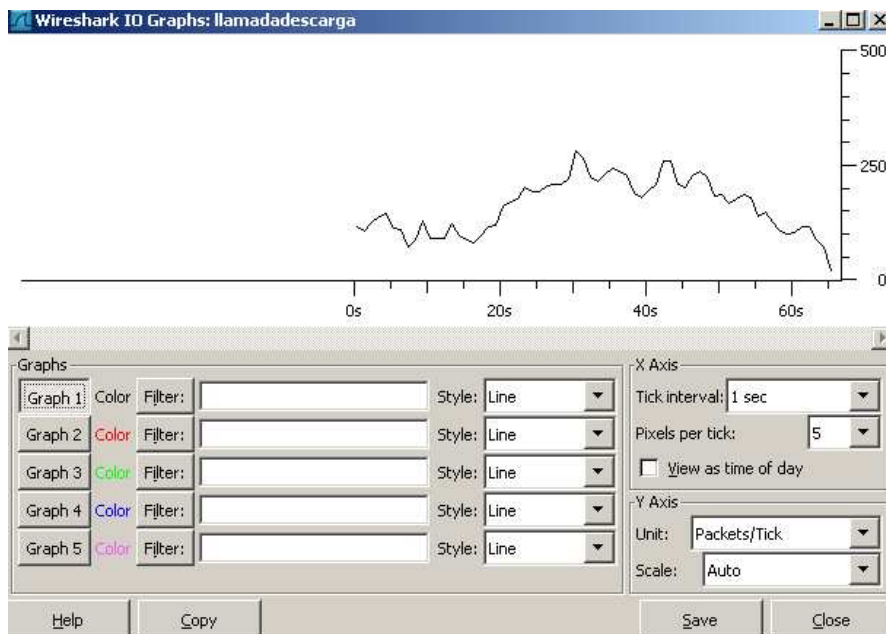 Wireshark IO Graphs: llamadadescarga
500
250
0
0s 20s 40s 60s
Graphs
Graph 1 Color Filter: Style: Line
Graph 2 Color Filter: Style: Line
Graph 3 Color Filter: Style: Line
Graph 4 Color Filter: Style: Line
Graph 5 Color Filter: Style: Line
X Axis
Tick interval: 1 sec
Pixels per tick: 5
View as time of day
Y Axis
Unit: Packets/Tick
Scale: Auto
Help Copy Save Close